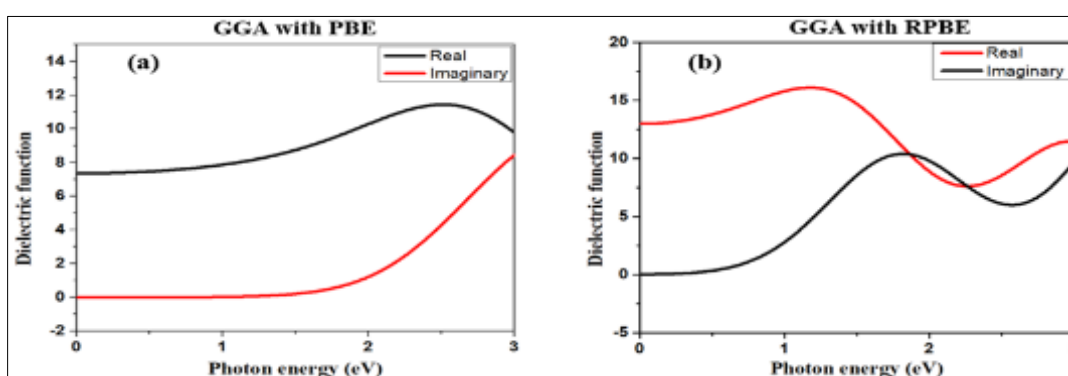 GGA with PBE
(a)
Real
Imaginary
14
12
10
8
6
4
2
0
-2
Dielectric function
0
1
2
3
Photon energy (eV)
GGA with RPBE
(b)
Real
Imaginary
20
15
10
5
0
-5
Dielectric function
0
1
2
Photon energy (eV)